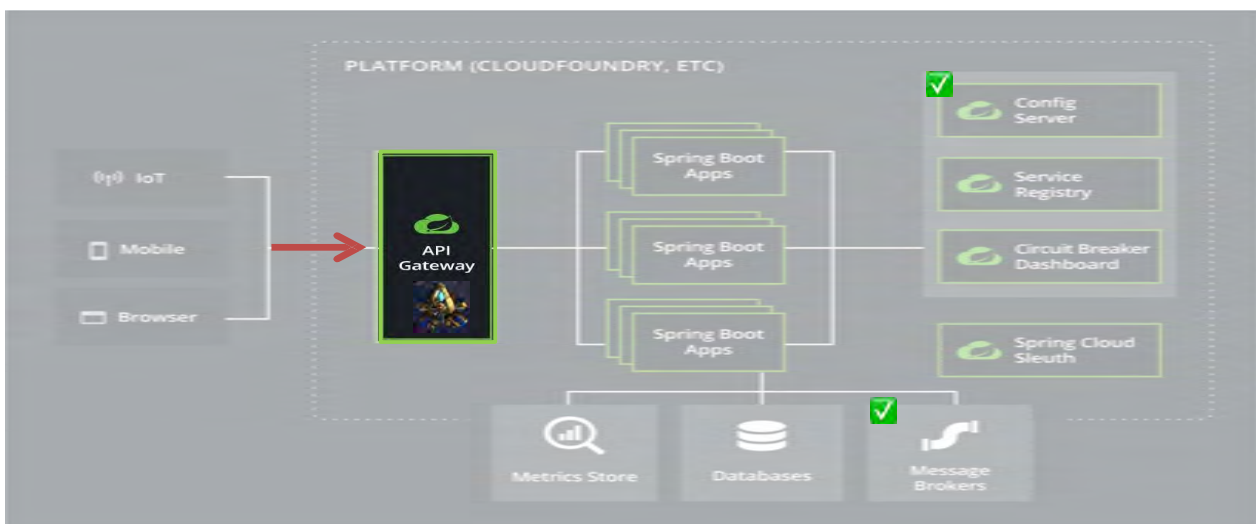 PLATFORM (CLOUDFOUNDRY, ETC)
IoT
Mobile
Browser
API
Gateway
Spring Boot
Apps
Spring Boot
Apps
Spring Boot
Apps
Config
Server
Service
Registry
Circuit Breaker
Dashboard
Spring Cloud
Sleuth
Metrics Store
Databases
Message
Brokers